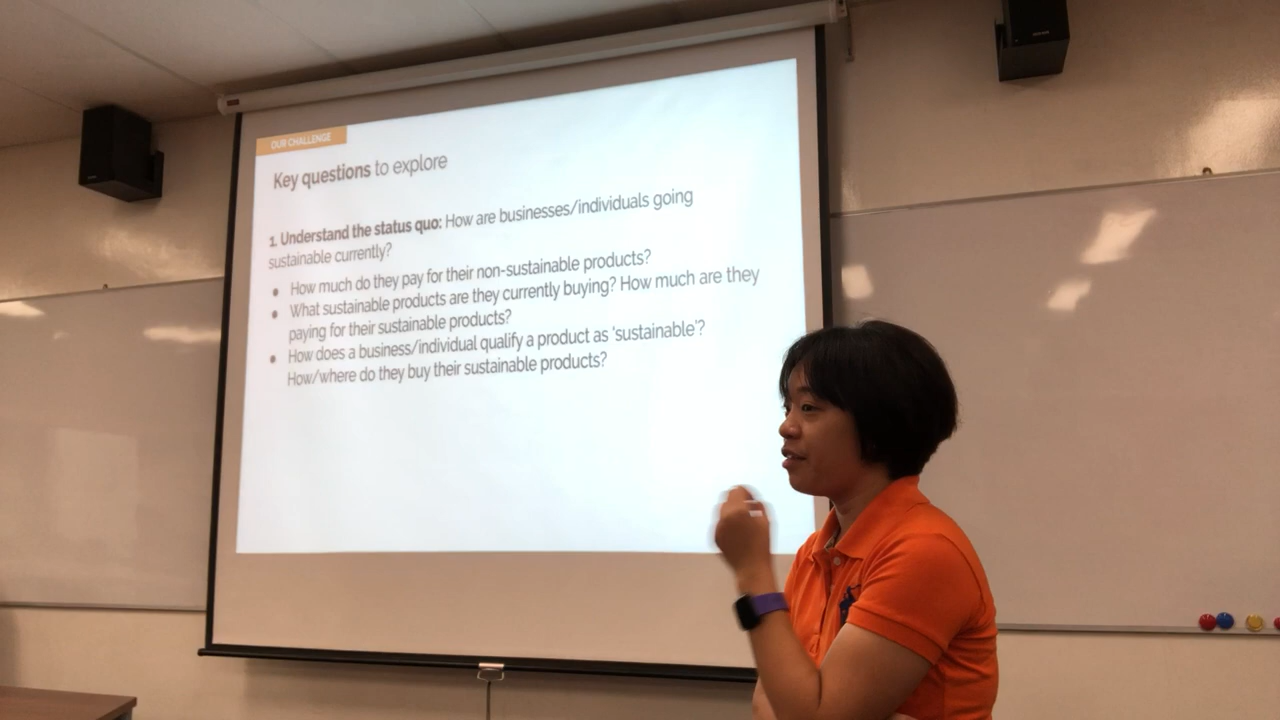 OUR CHALLENGE
Key questions to explore
1. Understand the status quo: How are businesses/individuals going
sustainable currently?
● How much do they pay for their non-sustainable products?
● What sustainable products are they currently buying? How much are they
paying for their sustainable products?
● How does a business/individual qualify a product as 'sustainable'?
How/where do they buy their sustainable products?